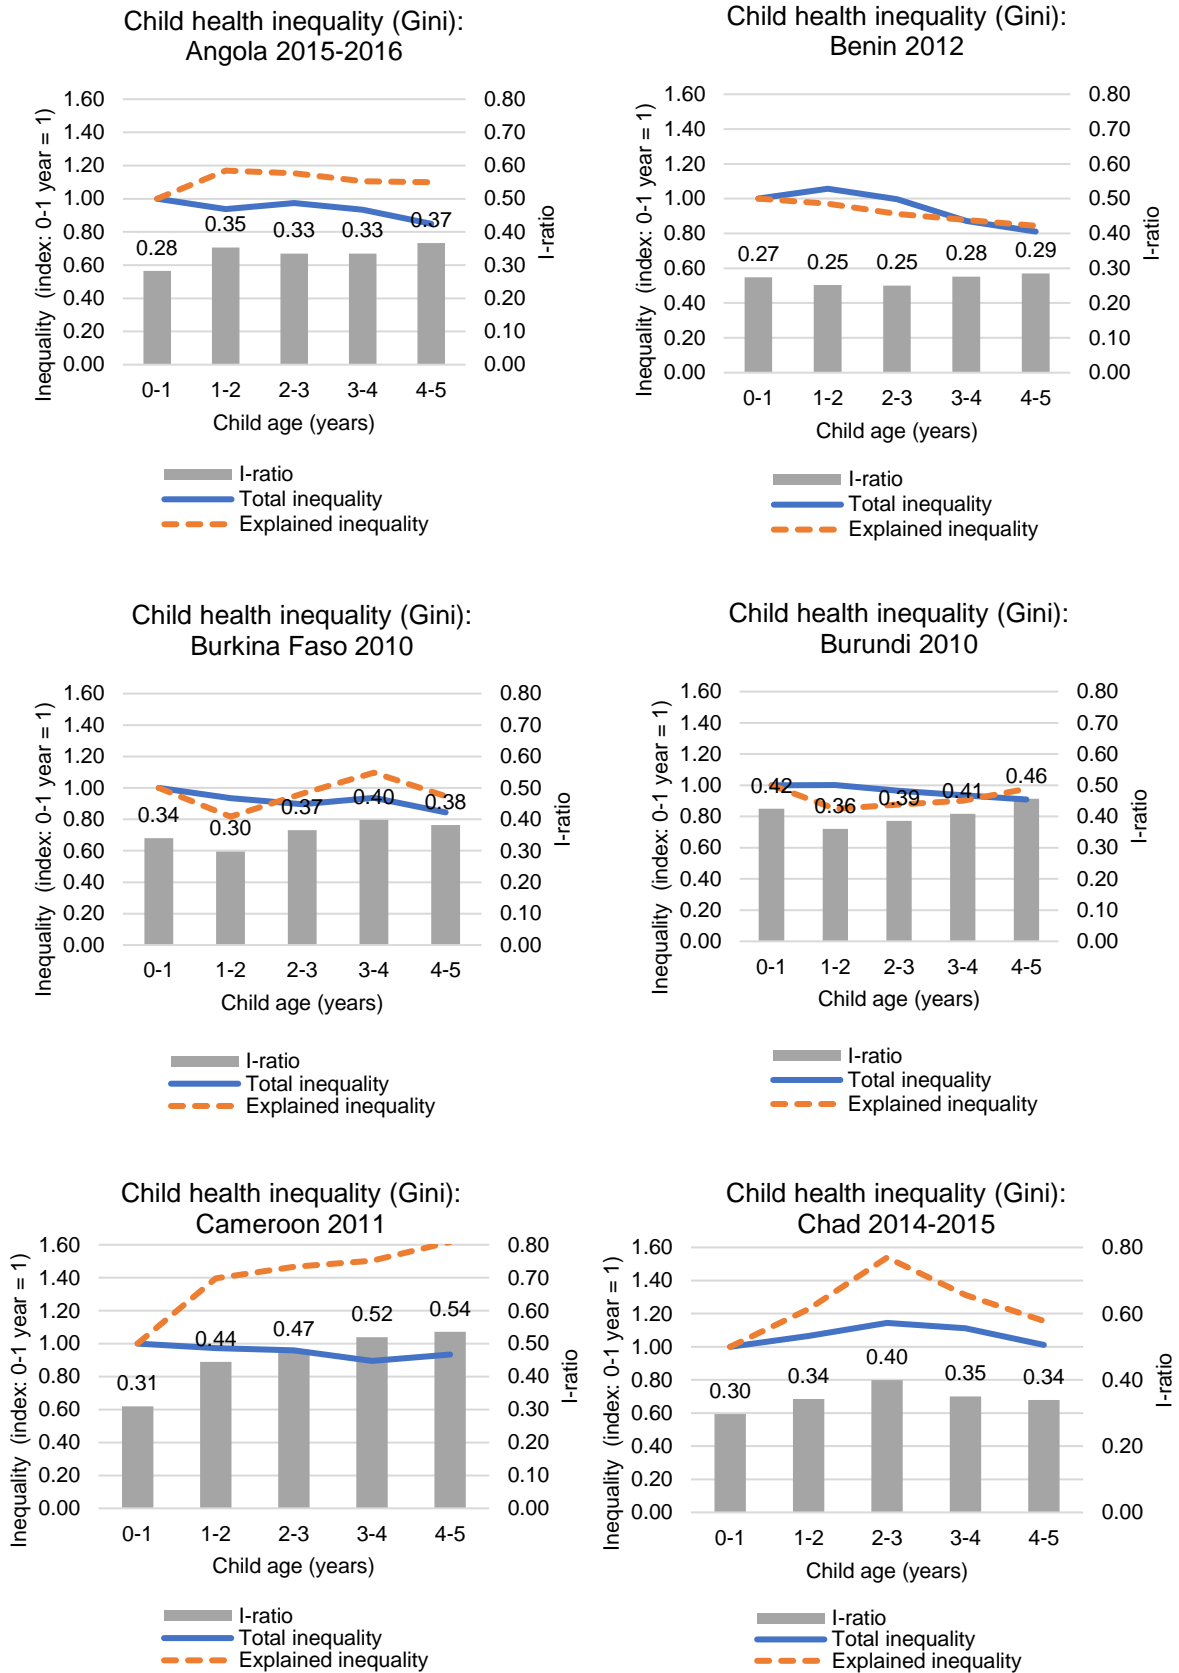 Child health inequality (Gini):
Angola 2015-2016
Inequality (index: 0-1 year = 1)
1.60
1.40
1.20
1.00
0.80
0.60
0.40
0.20
0.00
0.28
0.35
0.33
0.33
0.37
0.80
0.70
0.60
0.50
0.40
0.30
0.20
0.10
0.00
I-ratio
0-1 1-2 2-3 3-4 4-5
Child age (years)
I-ratio
Total inequality
Explained inequality
Child health inequality (Gini):
Benin 2012
Inequality (index: 0-1 year = 1)
1.60
1.40
1.20
1.00
0.80
0.60
0.40
0.20
0.00
0.27
0.25
0.25
0.28
0.29
0.80
0.70
0.60
0.50
0.40
0.30
0.20
0.10
0.00
I-ratio
0-1 1-2 2-3 3-4 4-5
Child age (years)
I-ratio
Total inequality
Explained inequality
Child health inequality (Gini):
Burkina Faso 2010
Inequality (index: 0-1 year = 1)
1.60
1.40
1.20
1.00
0.80
0.60
0.40
0.20
0.00
0.34
0.30
0.37
0.40
0.38
0.80
0.70
0.60
0.50
0.40
0.30
0.20
0.10
0.00
I-ratio
0-1 1-2 2-3 3-4 4-5
Child age (years)
I-ratio
Total inequality
Explained inequality
Child health inequality (Gini):
Burundi 2010
Inequality (index: 0-1 year = 1)
1.60
1.40
1.20
1.00
0.80
0.60
0.40
0.20
0.00
0.42
0.36
0.39
0.41
0.46
0.80
0.70
0.60
0.50
0.40
0.30
0.20
0.10
0.00
I-ratio
0-1 1-2 2-3 3-4 4-5
Child age (years)
I-ratio
Total inequality
Explained inequality
Child health inequality (Gini):
Cameroon 2011
Inequality (index: 0-1 year = 1)
1.60
1.40
1.20
1.00
0.80
0.60
0.40
0.20
0.00
0.31
0.44
0.47
0.52
0.54
0.80
0.70
0.60
0.50
0.40
0.30
0.20
0.10
0.00
I-ratio
0-1 1-2 2-3 3-4 4-5
Child age (years)
I-ratio
Total inequality
Explained inequality
Child health inequality (Gini):
Chad 2014-2015
Inequality (index: 0-1 year = 1)
1.60
1.40
1.20
1.00
0.80
0.60
0.40
0.20
0.00
0.30
0.34
0.40
0.35
0.34
0.80
0.60
0.40
0.20
0.00
I-ratio
0-1 1-2 2-3 3-4 4-5
Child age (years)
I-ratio
Total inequality
Explained inequality